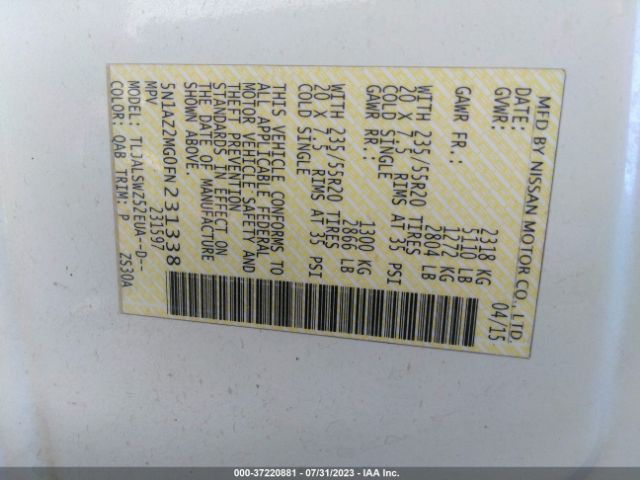 MFD BY NISSAN MOTOR CO., LTD.
DATE: 04/15
GVWR: 2318 KG
5110 LB
GAWR FR.: 1272 KG
2804 LB
WITH 235/55R20 TIRES
20 X 7.5 RIMS AT 35 PSI
COLD SINGLE
GAWR RR: 1300 KG
2866 LB
WITH 235/55R20 TIRES
20 X 7.5 RIMS AT 35 PSI
COLD SINGLE
THIS VEHICLE CONFORMS TO
ALL APPLICABLE FEDERAL
MOTOR VEHICLE SAFETY AND
THEFT PREVENTION
STANDARDS IN EFFECT ON
THE DATE OF MANUFACTURE
SHOWN ABOVE.
5N1AZ2MG0FN231338
MPV 231597
MODEL: TLJALSWZ52EUA--D--
COLOR: QAB TRIM: P Z530A
000-37220881 - 07/31/2023 - IAA Inc.